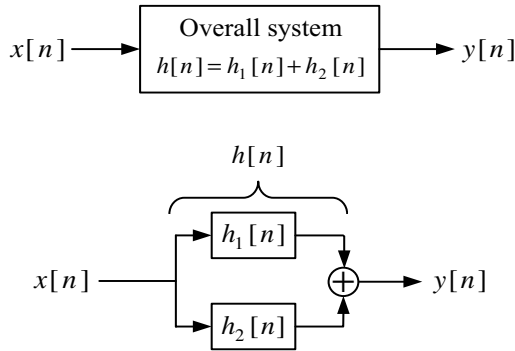 Overall system
x[n] h[n]=h₁[n]+h₂[n] y[n]
h[n]
h₁[n]
x[n] + y[n]
h₂[n]